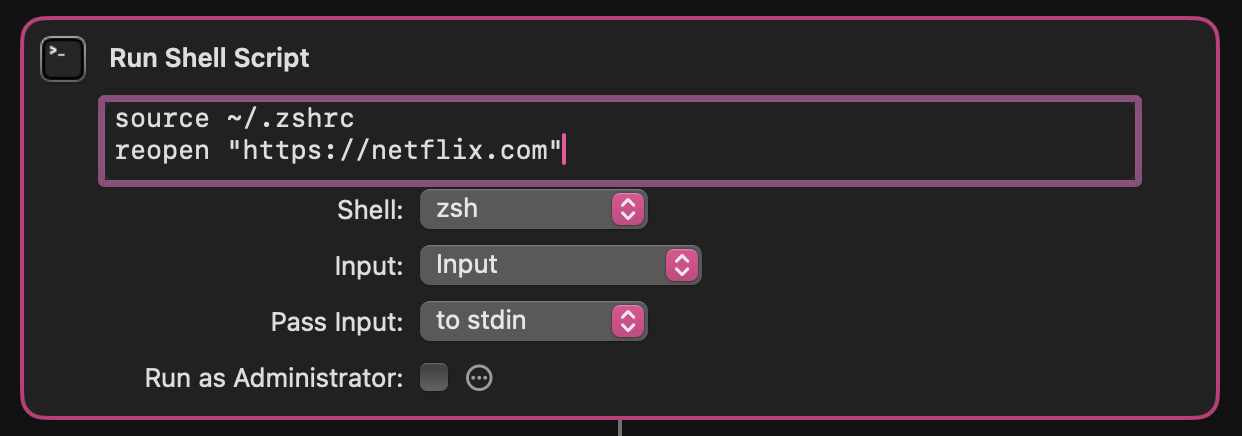 >_
Run Shell Script
source ~/.zshrc
reopen "https://netflix.com"
Shell: zsh
Input: Input
Pass Input: to stdin
Run as Administrator: